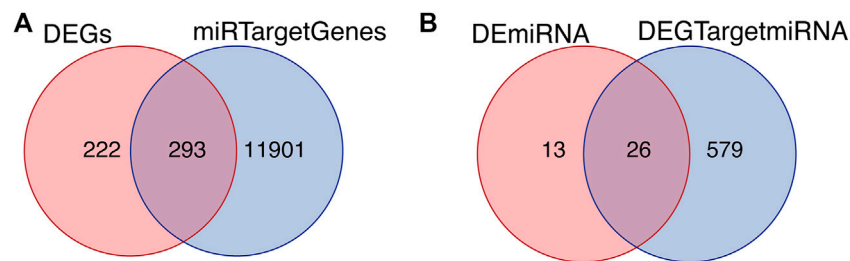 A
DEGs
miRTargetGenes
222
293
11901
B
DEmiRNA
DEGTargetmiRNA
13
26
579